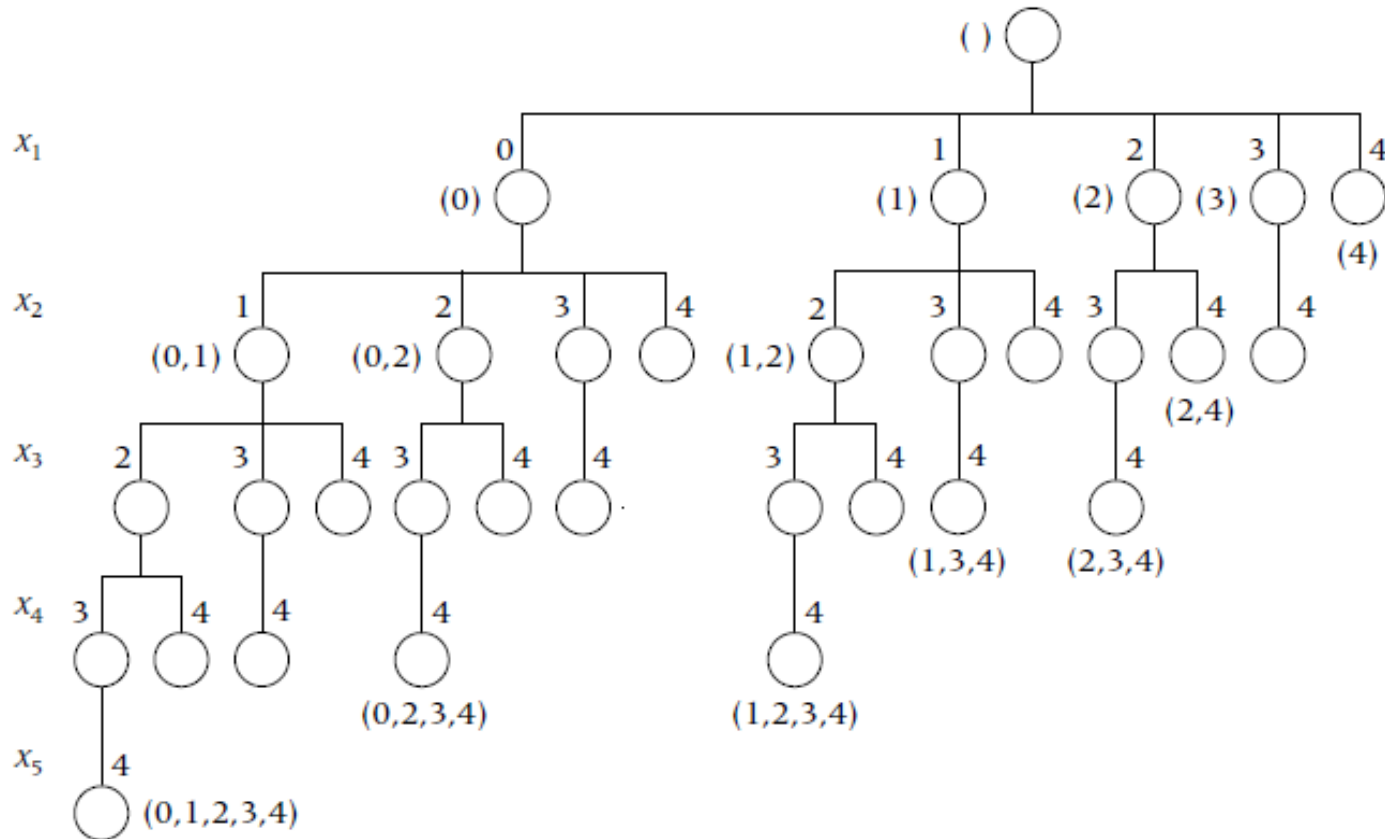 ( )
X1 0 1 2 3 4
(0) (1) (2) (3)
(4)
X2 1 2 3 4 2 3 4 3 4 4
(0,1) (0,2) (1,2)
(2,4)
X3 2 3 4 3 4 4 3 4 4 4
(1,3,4) (2,3,4)
X4 3 4 4 4 4
(0,2,3,4) (1,2,3,4)
X5 4
(0,1,2,3,4)